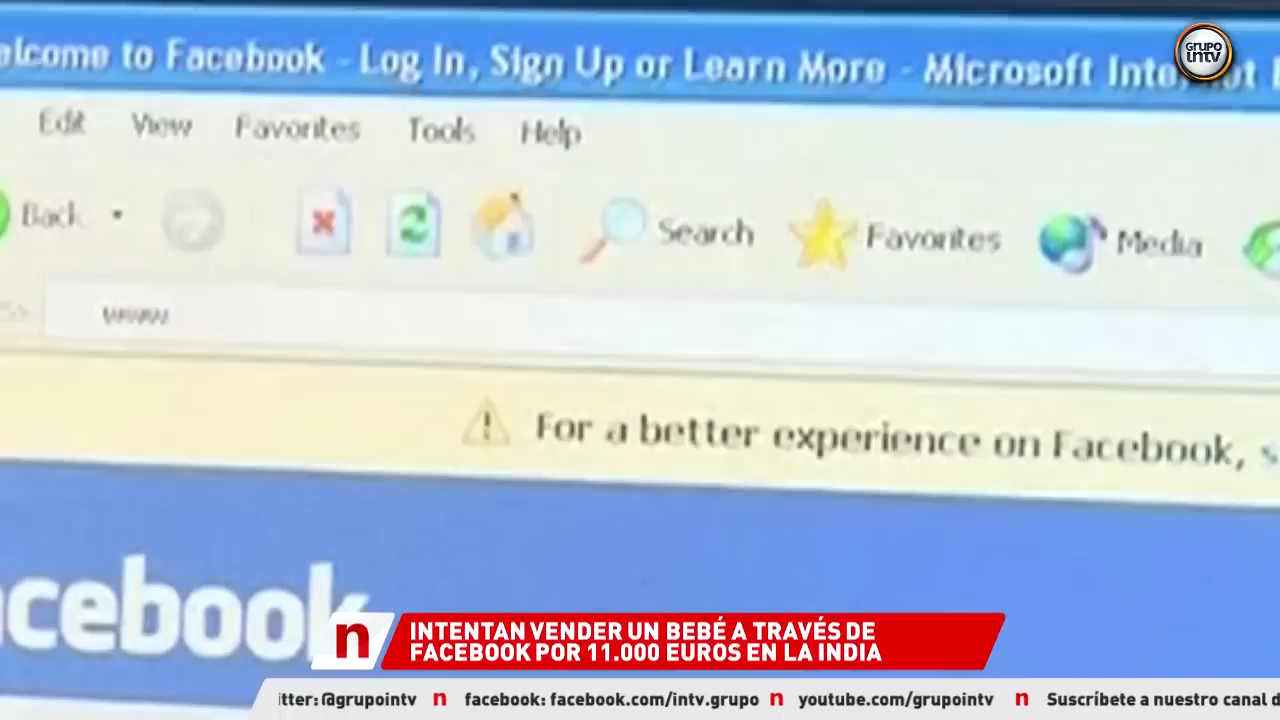 elcome to Facebook - Log In, Sign Up or Learn More - Microsoft Inte
GRUPO
intv
Edit View Favorites Tools Help
Back Search Favorites Media
www
For a better experience on Facebook, s
acebook
n INTENTAN VENDER UN BEBÉ A TRAVÉS DE
FACEBOOK POR 11.000 EUROS EN LA INDIA
itter: @grupointv n facebook: facebook.com/intv.grupo n youtube.com/grupointv n Suscríbete a nuestro canal d